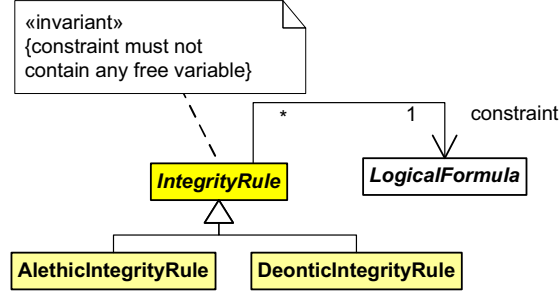 «invariant»
{constraint must not
contain any free variable}
* 1 constraint
IntegrityRule
LogicalFormula
AlethicIntegrityRule
DeonticIntegrityRule